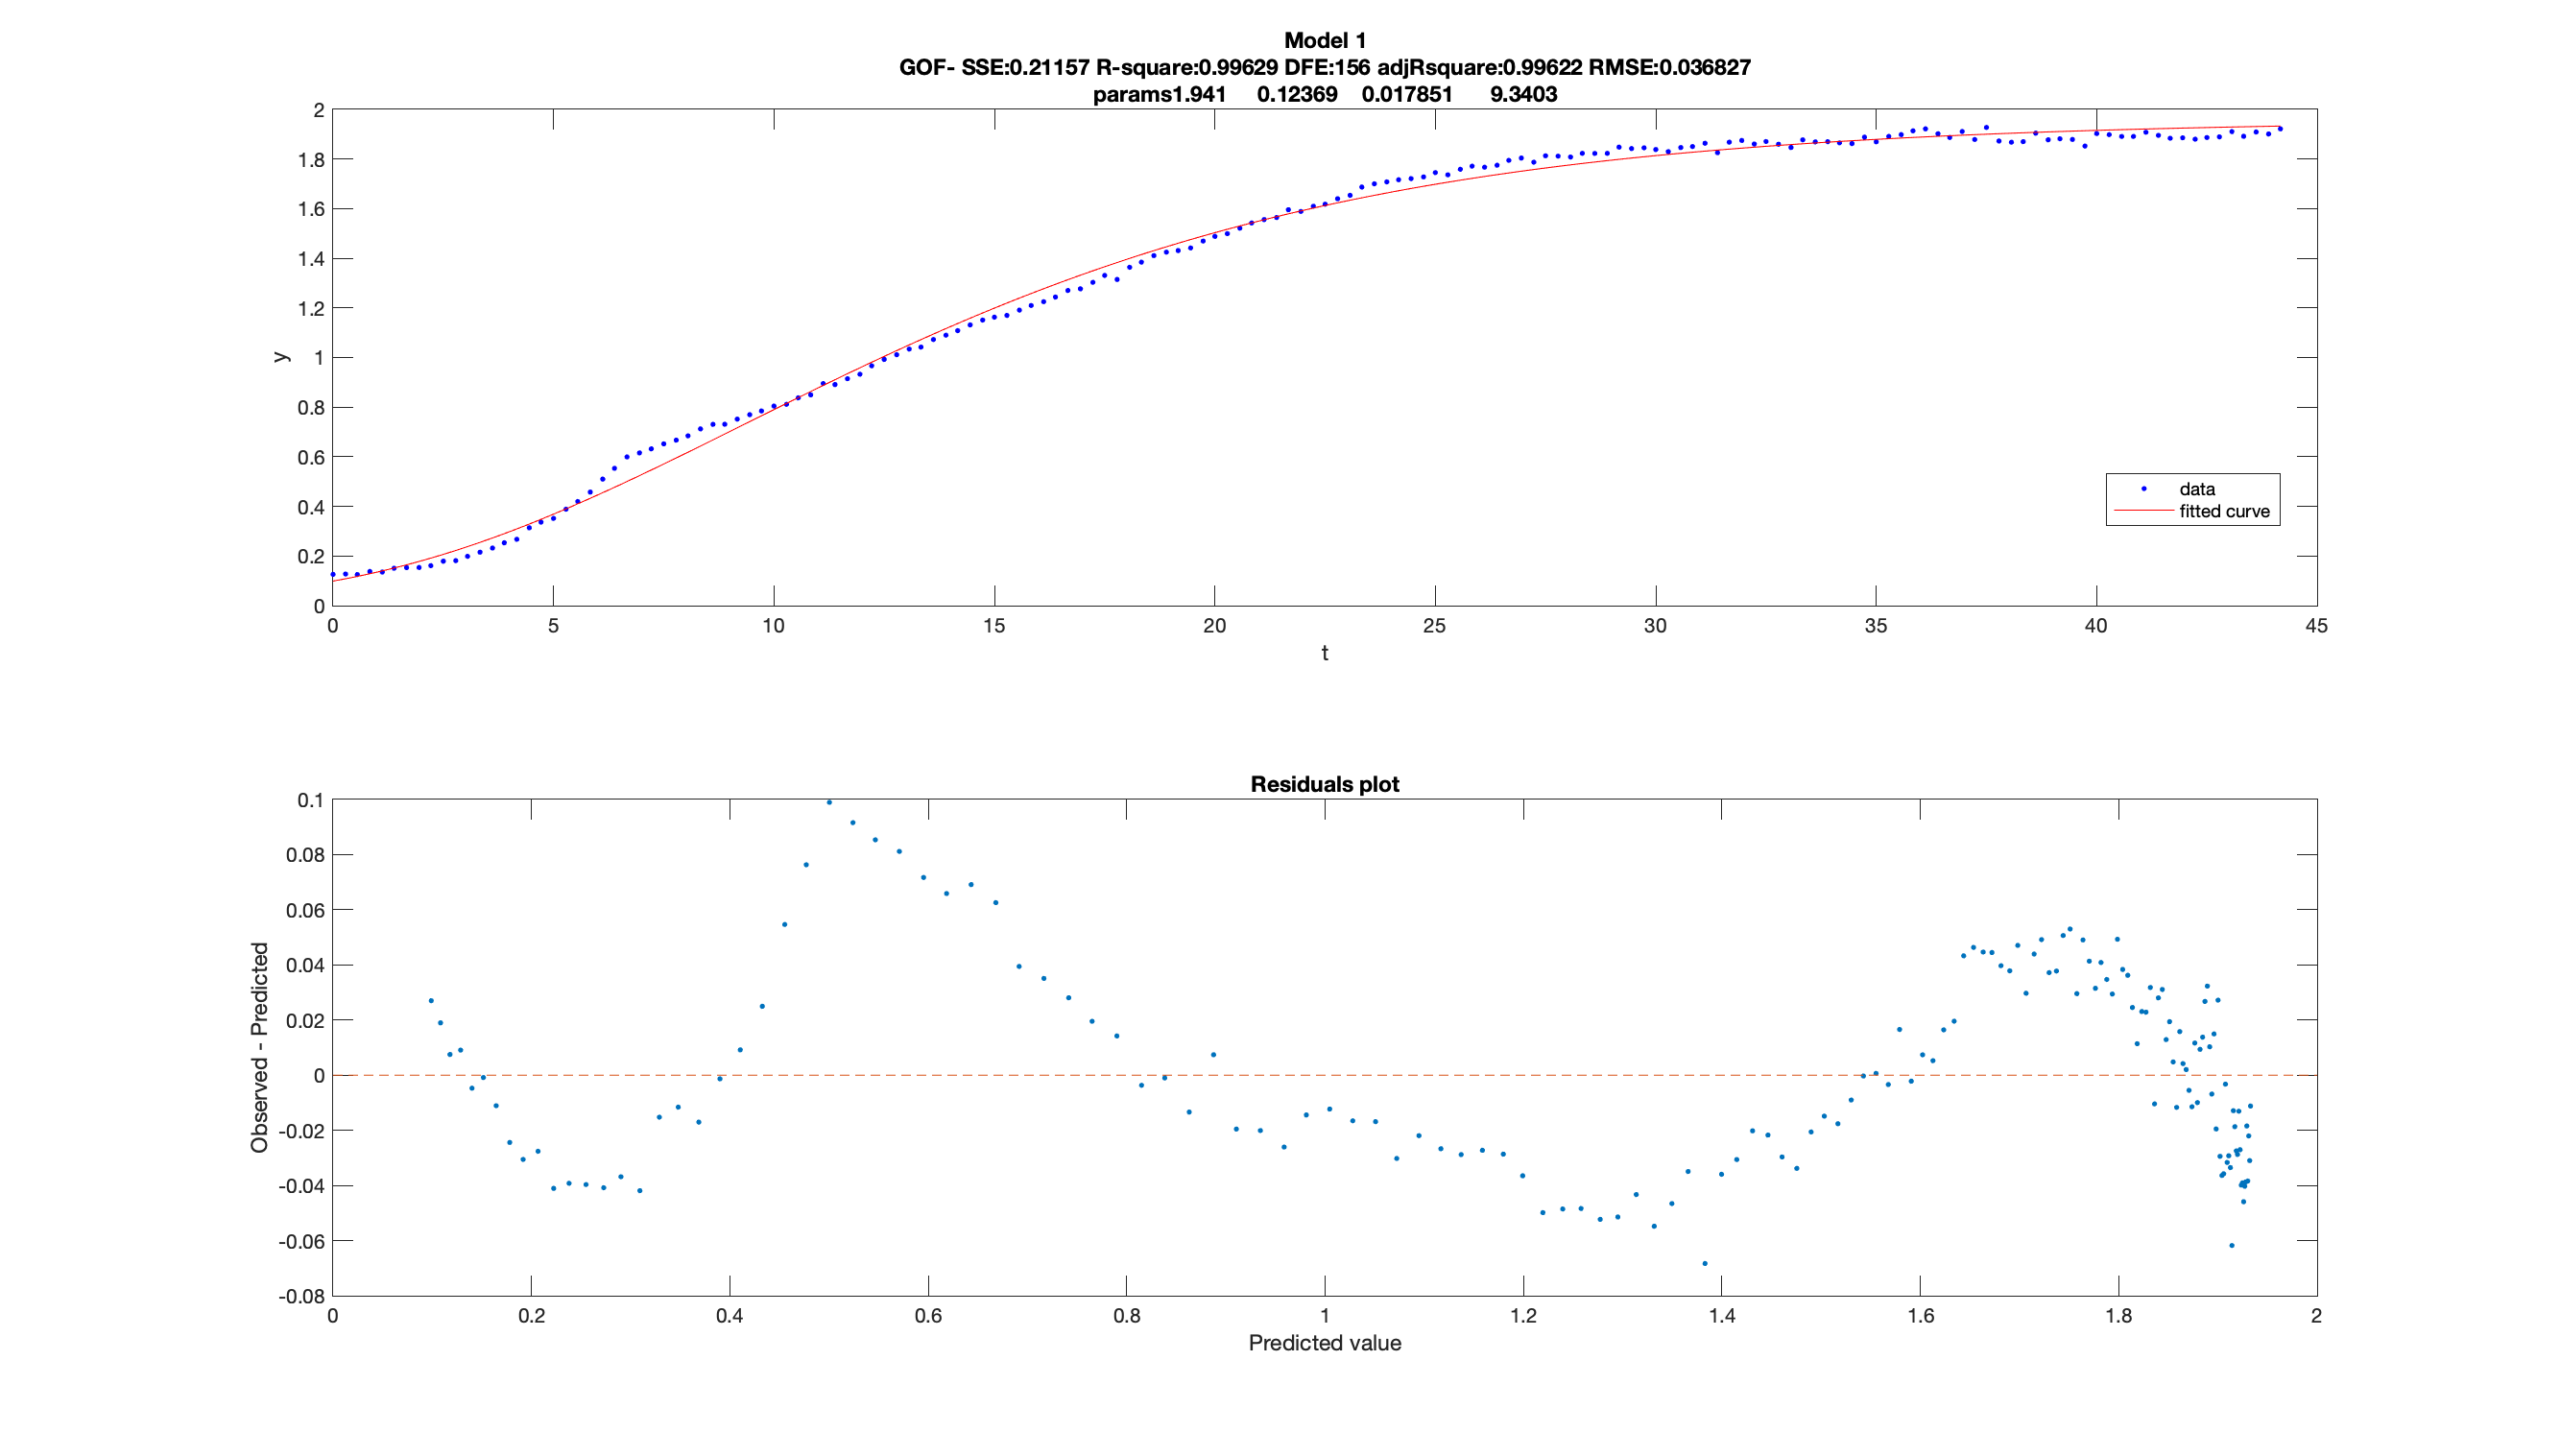 Model 1
GOF- SSE:0.21157 R-square:0.99629 DFE:156 adjRsquare:0.99622 RMSE:0.036827
params1.941 0.12369 0.017851 9.3403
2
1.8
1.6
1.4
1.2
1
0.8
0.6
0.4
0.2
0
y
data
fitted curve
0 5 10 15 20 25 30 35 40 45
t
Residuals plot
0.1
0.08
0.06
0.04
0.02
0
-0.02
-0.04
-0.06
-0.08
Observed - Predicted
0 0.2 0.4 0.6 0.8 1 1.2 1.4 1.6 1.8 2
Predicted value